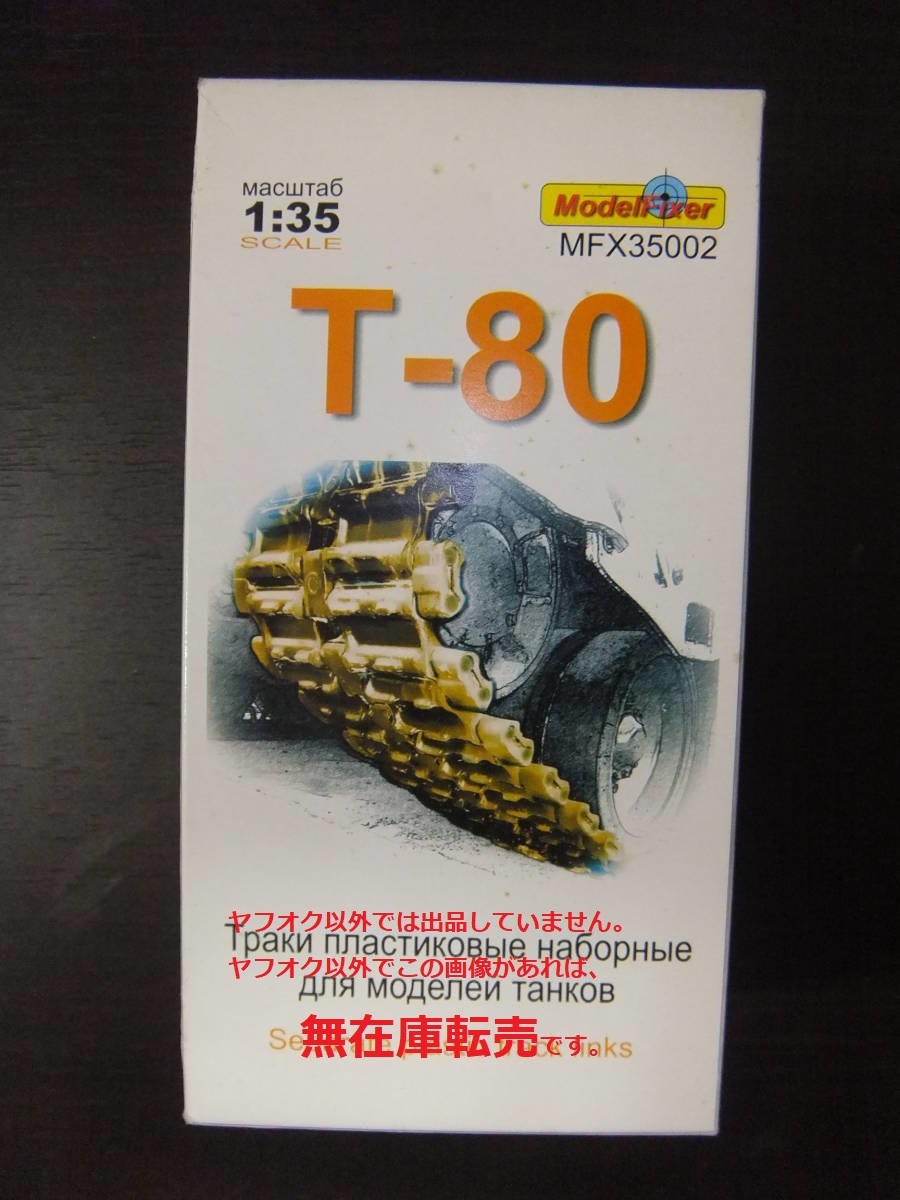 масштаб
1:35
SCALE
ModelFixer
MFX35002
Т-80
ヤフオク以外では出品していません。
Траки пластиковые наборные
ヤフオク以外でこの画像があれば、
для моделей танков
無在庫転売です。
links